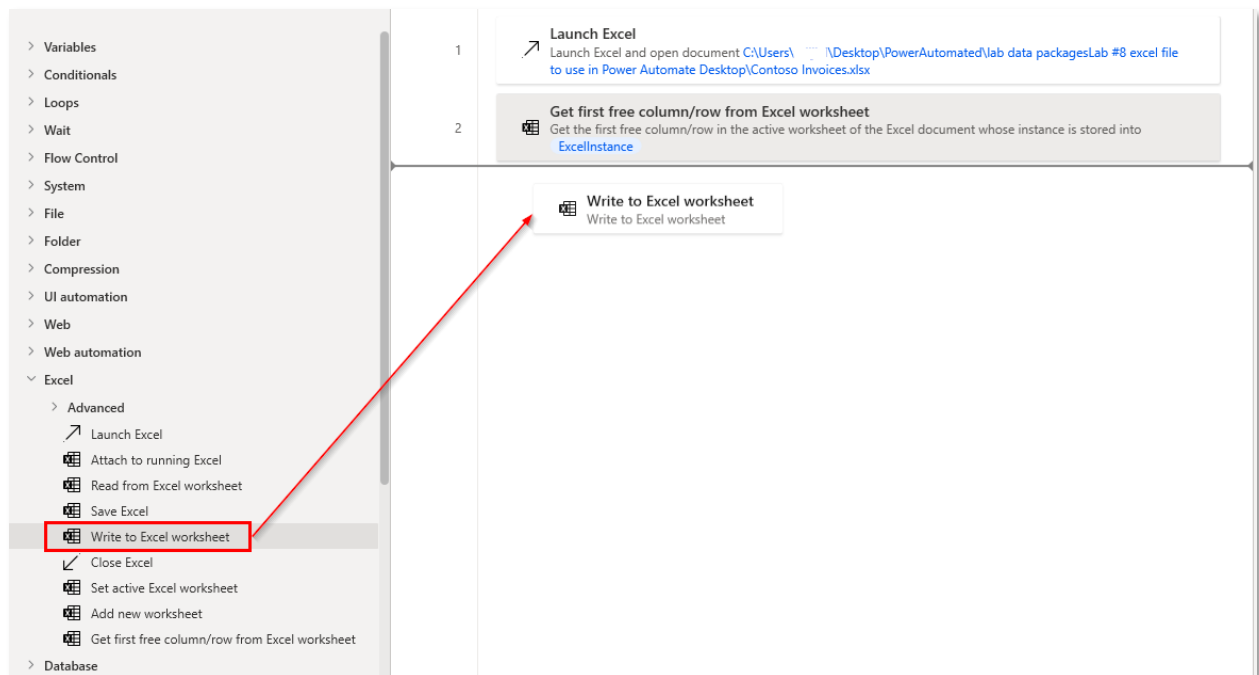 Variables
Conditionals
Loops
Wait
Flow Control
System
File
Folder
Compression
UI automation
Web
Web automation
Excel
Advanced
Launch Excel
Attach to running Excel
Read from Excel worksheet
Save Excel
Write to Excel worksheet
Close Excel
Set active Excel worksheet
Add new worksheet
Get first free column/row from Excel worksheet
Database
1
Launch Excel
Launch Excel and open document C:\Users\ \Desktop\PowerAutomated\lab data packagesLab #8 excel file
to use in Power Automate Desktop\Contoso Invoices.xlsx
2
Get first free column/row from Excel worksheet
Get the first free column/row in the active worksheet of the Excel document whose instance is stored into
ExcelInstance
Write to Excel worksheet
Write to Excel worksheet